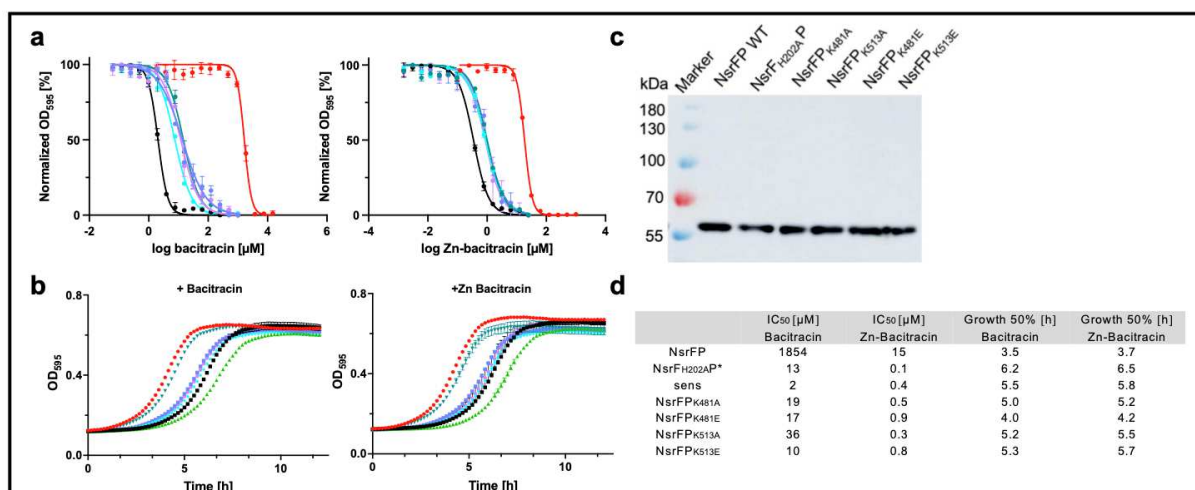 a
Normalized OD595 [%]
100
50
0
-2 0 2 4 6
log bacitracin [µM]
Normalized OD595 [%]
100
50
0
-4 -2 0 2 4
log Zn-bacitracin [µM]
b
+ Bacitracin
OD595
0.8
0.4
0.0
0 5 10
Time [h]
+Zn Bacitracin
OD595
0.8
0.4
0.0
0 5 10
Time [h]
c
kDa Marker NsrFP WT NsrFH202AP NsrFPK481A NsrFPK513A NsrFPK481E NsrFPK513E
180
130
100
70
55
d
IC50 [µM] IC50 [µM] Growth 50% [h] Growth 50% [h]
Bacitracin Zn-Bacitracin Bacitracin Zn-Bacitracin
NsrFP 1854 15 3.5 3.7
NsrFH202AP* 13 0.1 6.2 6.5
sens 2 0.4 5.5 5.8
NsrFPK481A 19 0.5 5.0 5.2
NsrFPK481E 17 0.9 4.0 4.2
NsrFPK513A 36 0.3 5.2 5.5
NsrFPK513E 10 0.8 5.3 5.7